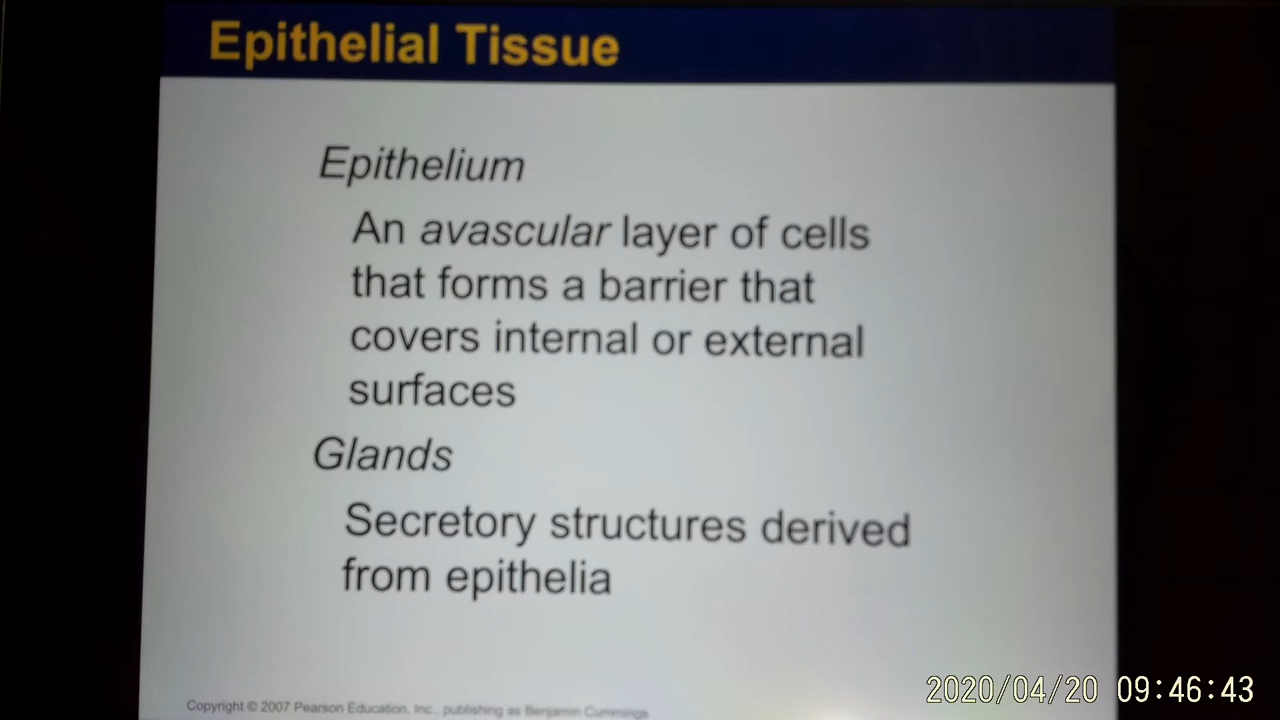 Epithelial Tissue
Epithelium
An avascular layer of cells
that forms a barrier that
covers internal or external
surfaces
Glands
Secretory structures derived
from epithelia
Copyright © 2007 Pearson Education, Inc., publishing as Benjamin Cummings
2020/04/20 09:46:43